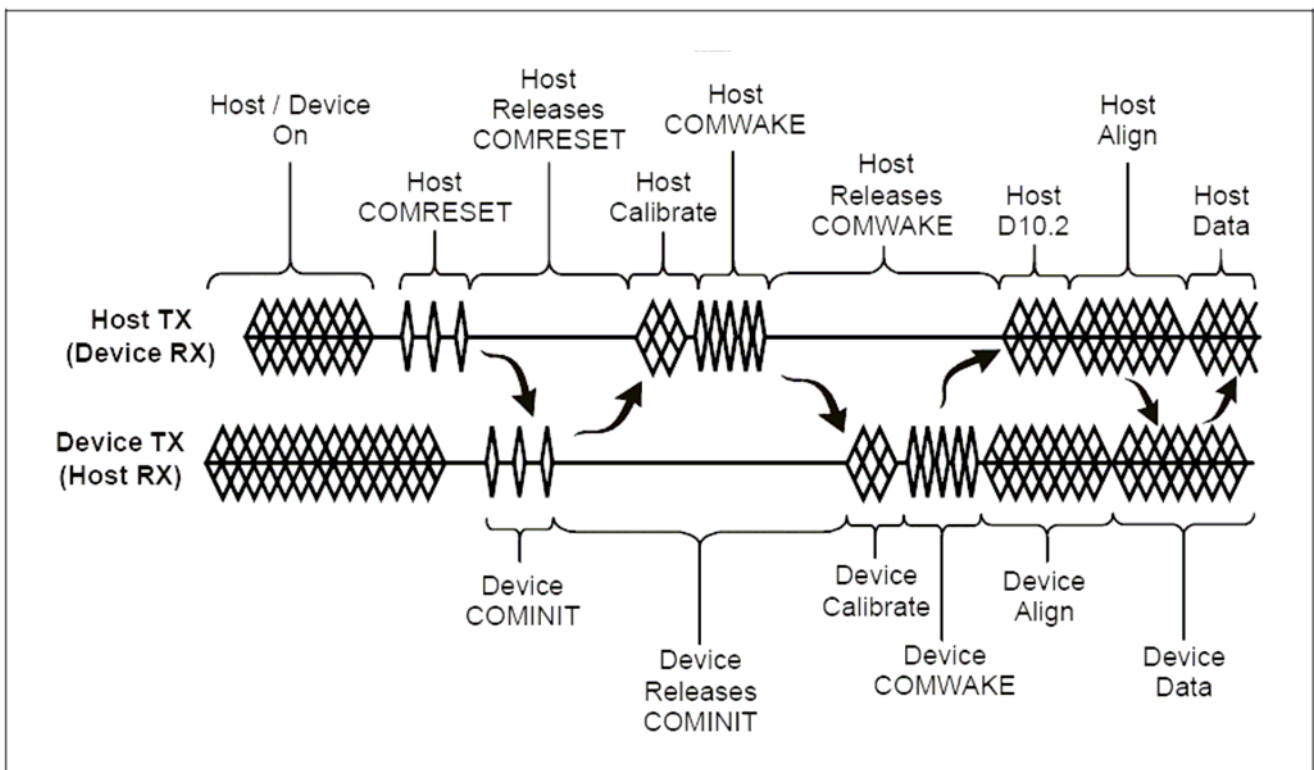 Host / Device
On
Host
COMRESET
Host
Releases
COMRESET
Host
Calibrate
Host
COMWAKE
Host
Releases
COMWAKE
Host
D10.2
Host
Align
Host
Data
Host TX
(Device RX)
Device TX
(Host RX)
Device
COMINIT
Device
Releases
COMINIT
Device
Calibrate
Device
COMWAKE
Device
Align
Device
Data